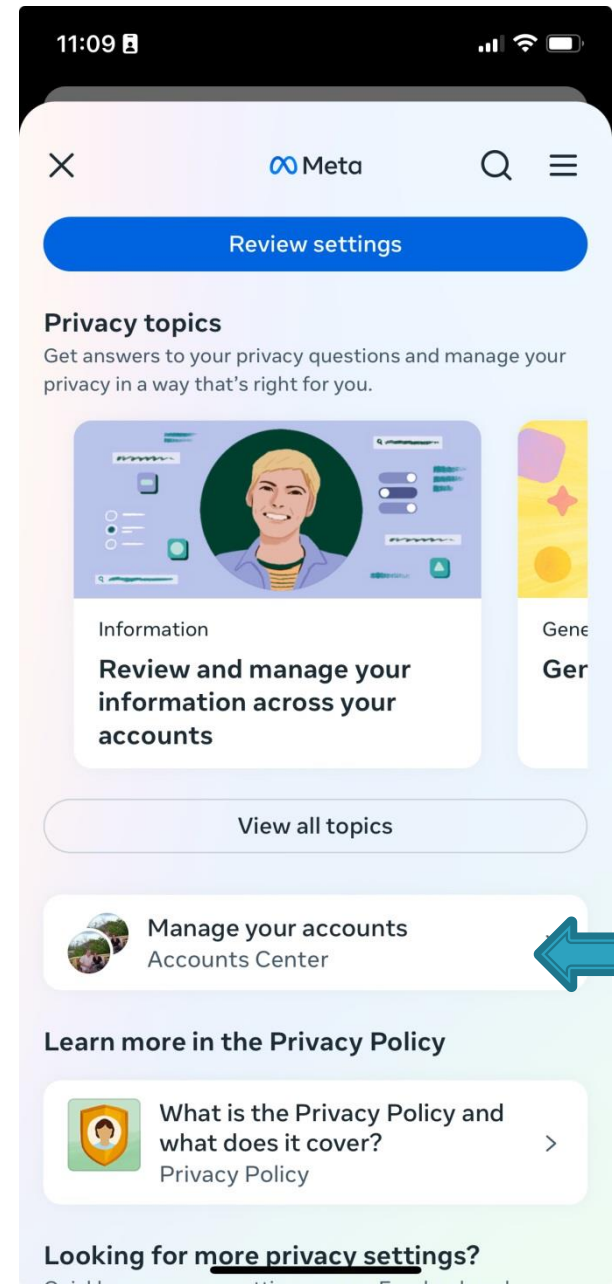 11:09
Meta
Review settings
Privacy topics
Get answers to your privacy questions and manage your
privacy in a way that's right for you.
Information
Review and manage your
information across your
accounts
Gene
Ger
View all topics
Manage your accounts
Accounts Center
Learn more in the Privacy Policy
What is the Privacy Policy and
what does it cover?
Privacy Policy
Looking for more privacy settings?